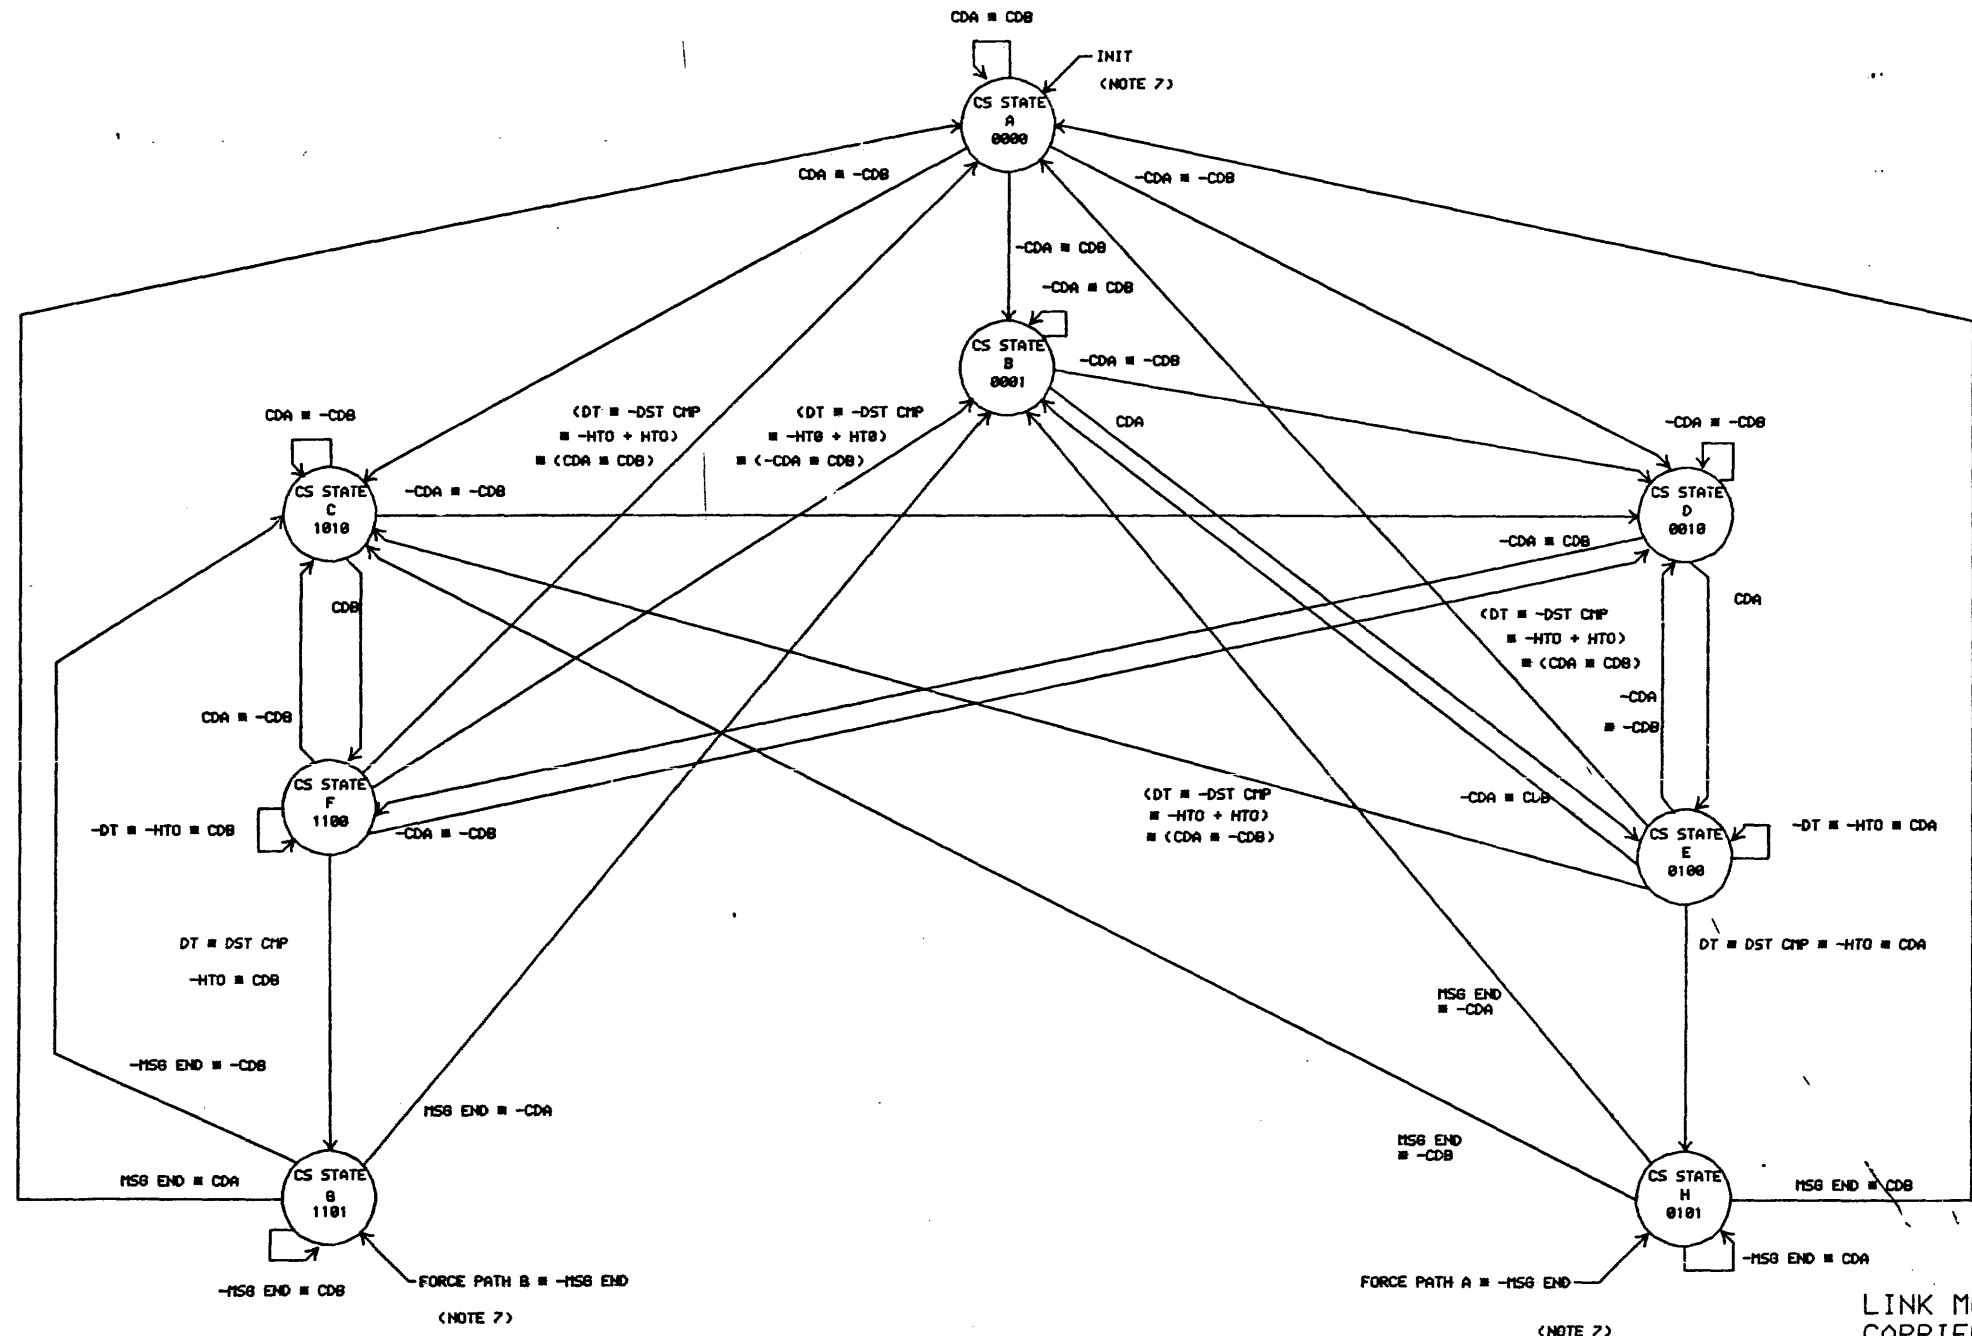 CDA * CDB
INIT
(NOTE 7)
CS STATE
A
0000
CDA * -CDB
-CDA * -CDB
-CDA * CDB
-CDA * CDB
CS STATE
B
0001
-CDA * -CDB
CDA
CDA * -CDB
(DT * -DST CMP
* -HTO + HTO)
* (CDA * CDB)
(DT * -DST CMP
* -HTO + HTO)
* (-CDA * CDB)
-CDA * -CDB
CS STATE
C
1010
-CDA * -CDB
CS STATE
D
0010
-CDA * CDB
CDB
CDA
(DT * -DST CMP
* -HTO + HTO)
* (CDA * CDB)
-CDA
* -CDB
CDA * -CDB
CS STATE
F
1100
-DT * -HTO * CDB
-CDA * -CDB
(DT * -DST CMP
* -HTO + HTO)
* (CDA * -CDB)
-CDA * CDB
CS STATE
E
0100
-DT * -HTO * CDA
DT * DST CMP
-HTO * CDB
DT * DST CMP * -HTO * CDA
MSG END
* -CDA
-MSG END * -CDB
MSG END * -CDA
MSG END
* -CDB
MSG END * CDA
CS STATE
G
1101
CS STATE
H
0101
MSG END * CDB
-MSG END * CDB
FORCE PATH B * -MSG END
(NOTE 7)
FORCE PATH A * -MSG END
(NOTE 7)
-MSG END * CDA
LINK